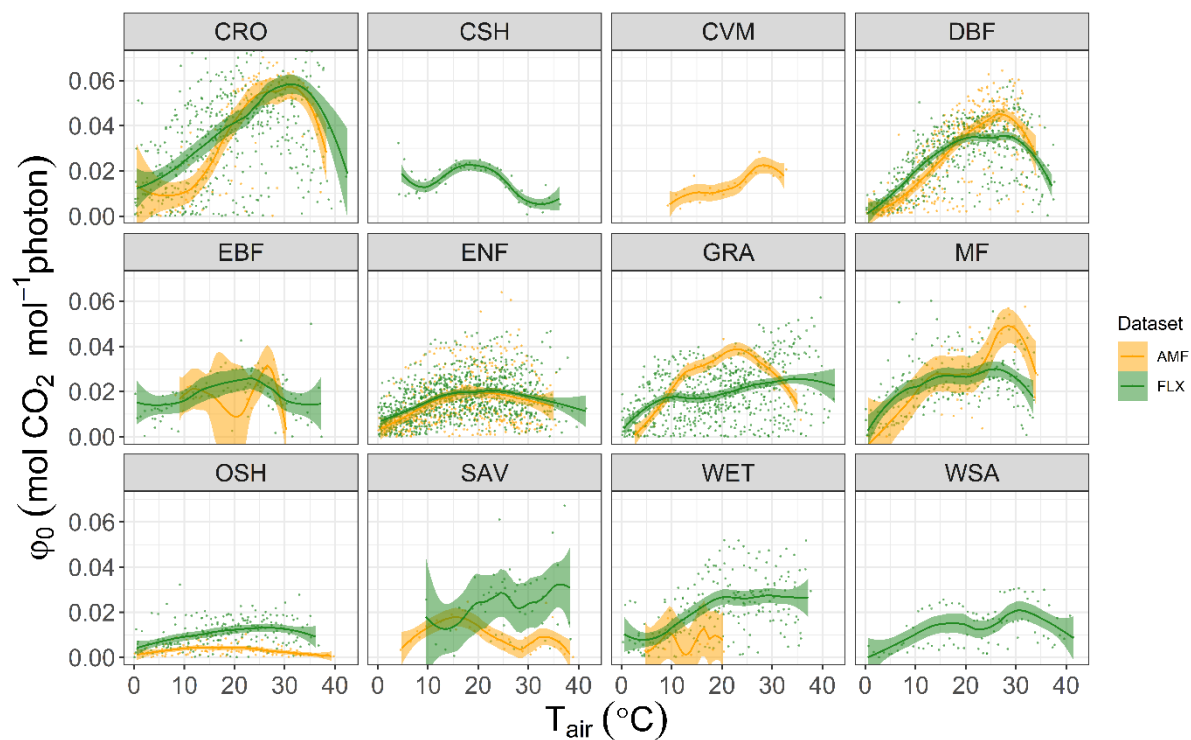 CRO CSH CVM DBF
0.06
0.04
0.02
0.00
EBF ENF GRA MF
0.06
0.04
0.02
0.00
OSH SAV WET WSA
0.06
0.04
0.02
0.00
0 10 20 30 40 0 10 20 30 40 0 10 20 30 40 0 10 20 30 40
φ₀ (mol CO₂ mol⁻¹photon)
T_air (°C)
Dataset
AMF
FLX